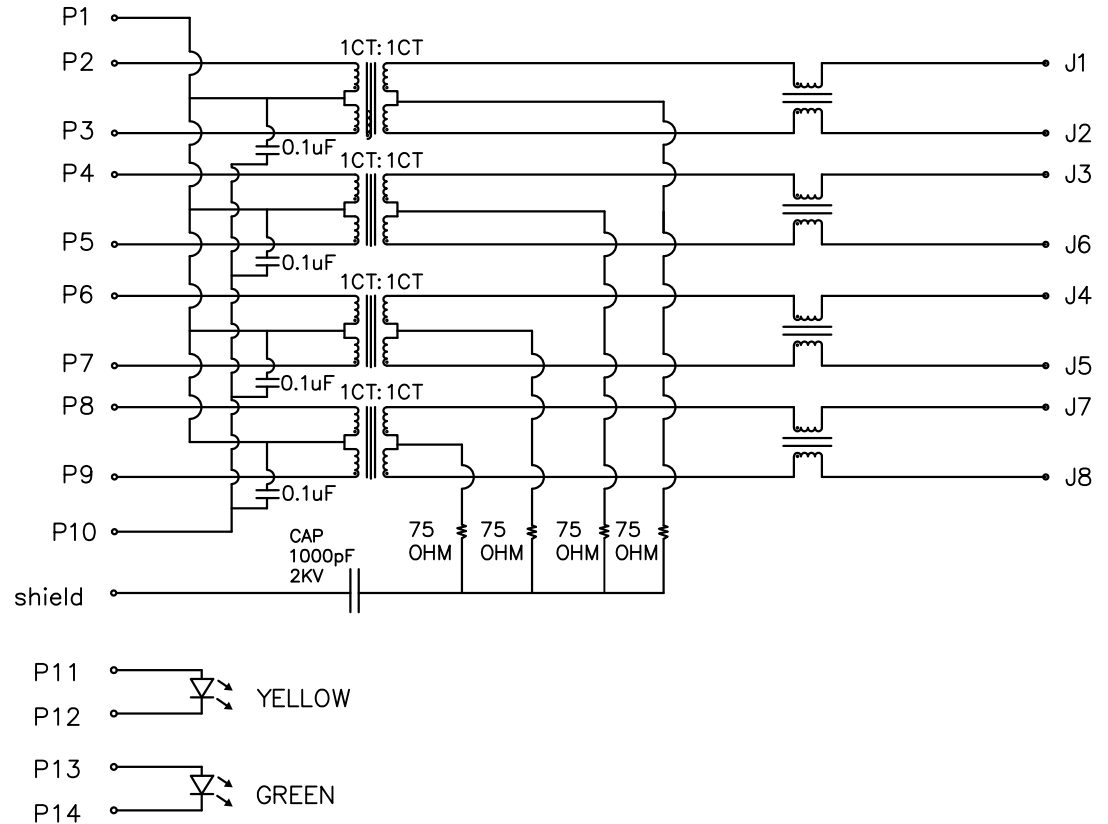 P1
1CT: 1CT
P2
J1
P3
0.1uF
J2
1CT: 1CT
P4
J3
P5
0.1uF
J6
1CT: 1CT
P6
J4
P7
0.1uF
J5
1CT: 1CT
P8
J7
P9
0.1uF
J8
P10
CAP
1000pF
2KV
75
OHM
75
OHM
75
OHM
75
OHM
shield
P11
YELLOW
P12
P13
GREEN
P14